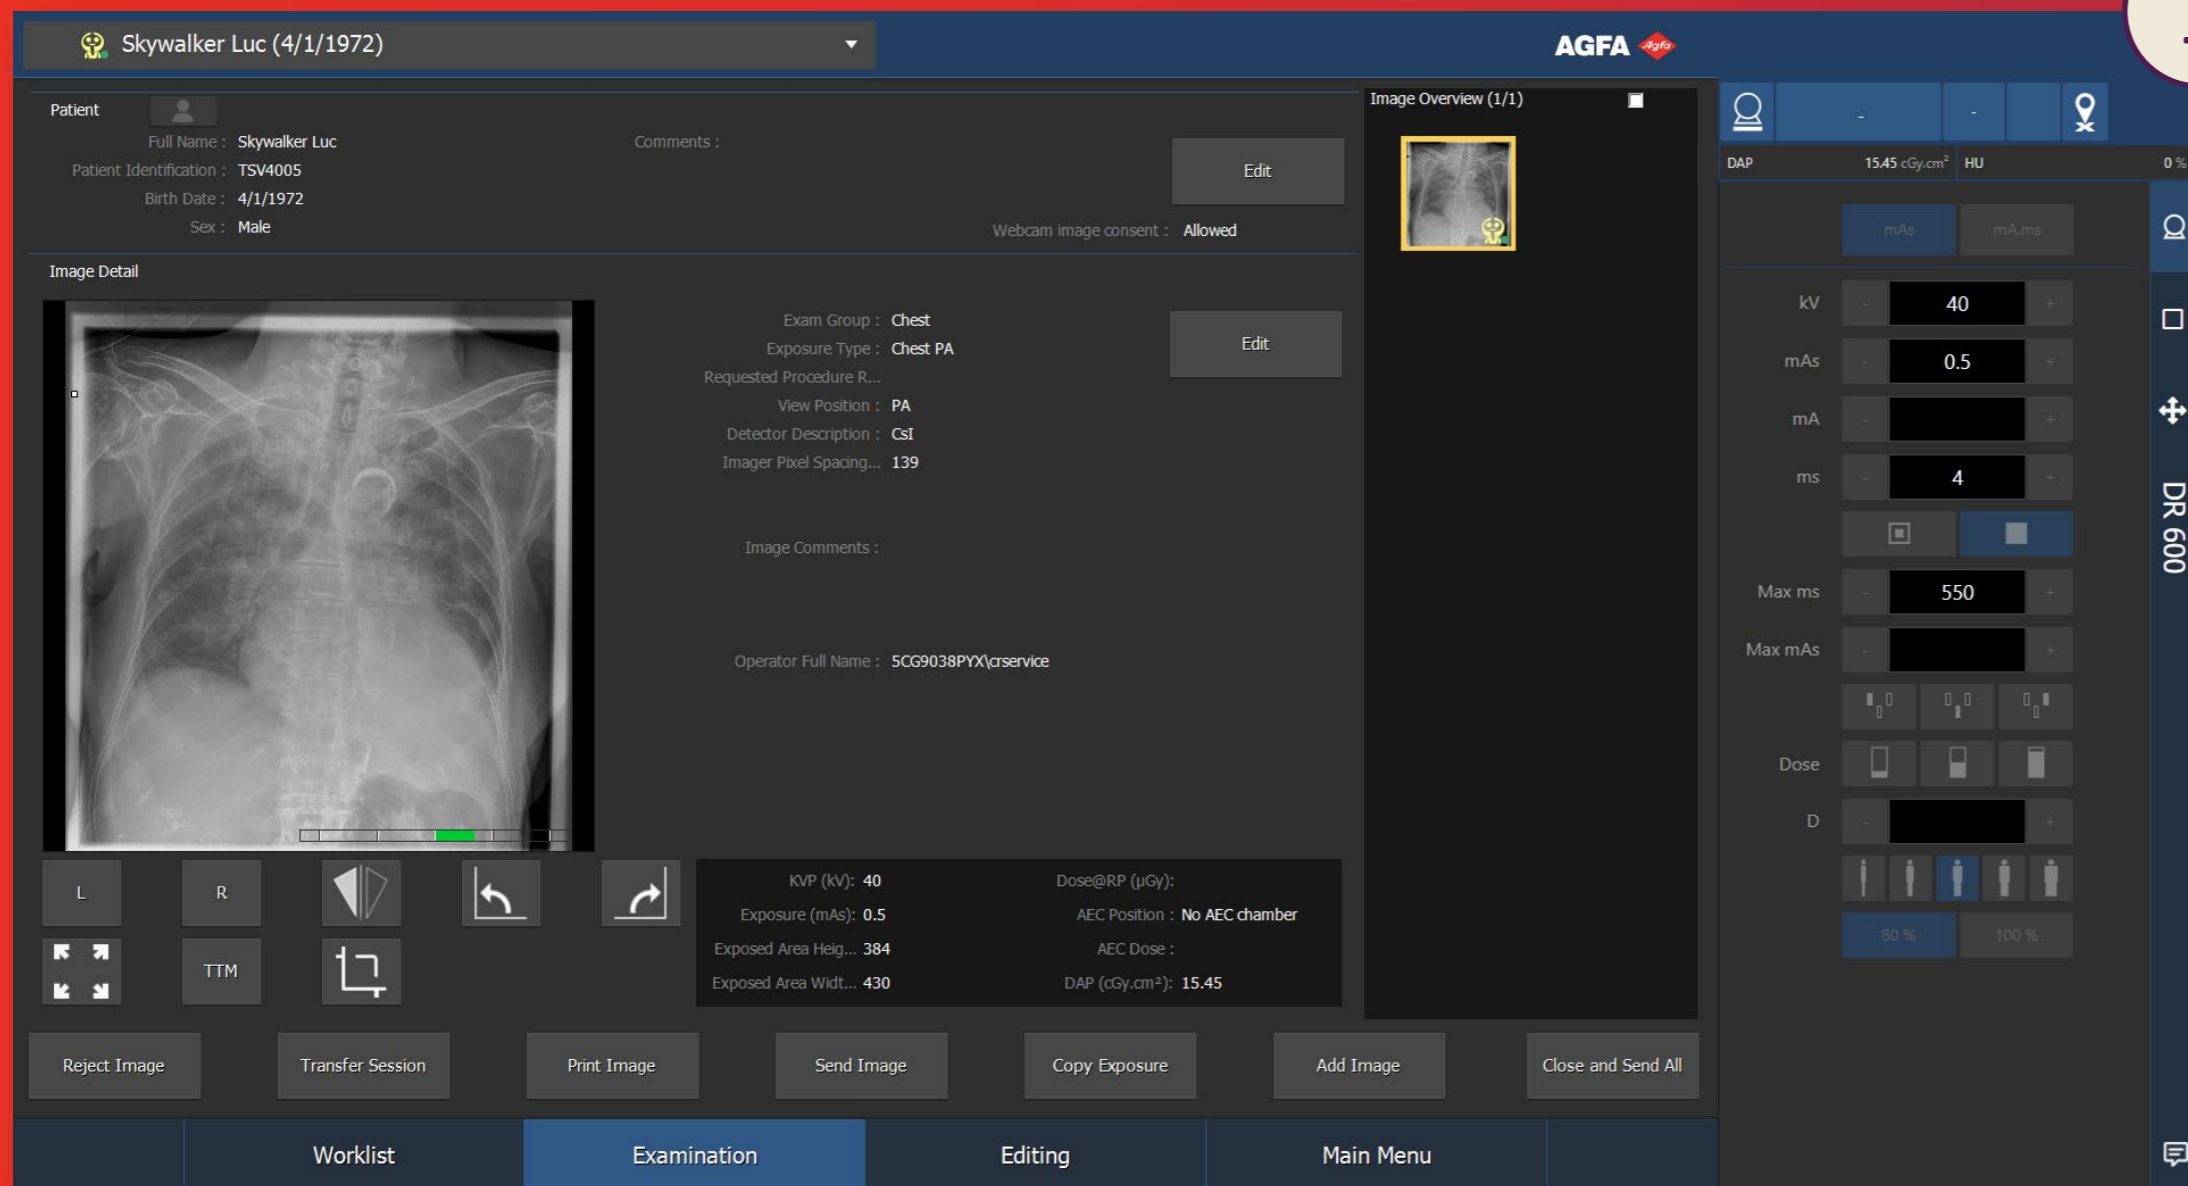 Skywalker Luc (4/1/1972)
AGFA Agfa
Patient
Full Name : Skywalker Luc
Comments :
Patient Identification : TSV4005
Edit
Birth Date : 4/1/1972
Sex : Male
Webcam image consent : Allowed
Image Detail
Exam Group : Chest
Exposure Type : Chest PA
Edit
Requested Procedure R...
View Position : PA
Detector Description : CsI
Imager Pixel Spacing... 139
Image Comments :
Operator Full Name : 5CG9038PYX\crservice
L
R
TTM
KVP (kV): 40
Dose@RP (µGy):
Exposure (mAs): 0.5
AEC Position : No AEC chamber
Exposed Area Heig... 384
AEC Dose :
Exposed Area Widt... 430
DAP (cGy.cm²): 15.45
Image Overview (1/1)
- -
DAP 15.45 cGy.cm² HU 0 %
mAs mA.ms
kV - 40 +
mAs - 0.5 +
mA - +
ms - 4 +
Max ms - 550 +
Max mAs - +
Dose
D - +
80 % 100 %
DR 600
Reject Image
Transfer Session
Print Image
Send Image
Copy Exposure
Add Image
Close and Send All
Worklist
Examination
Editing
Main Menu